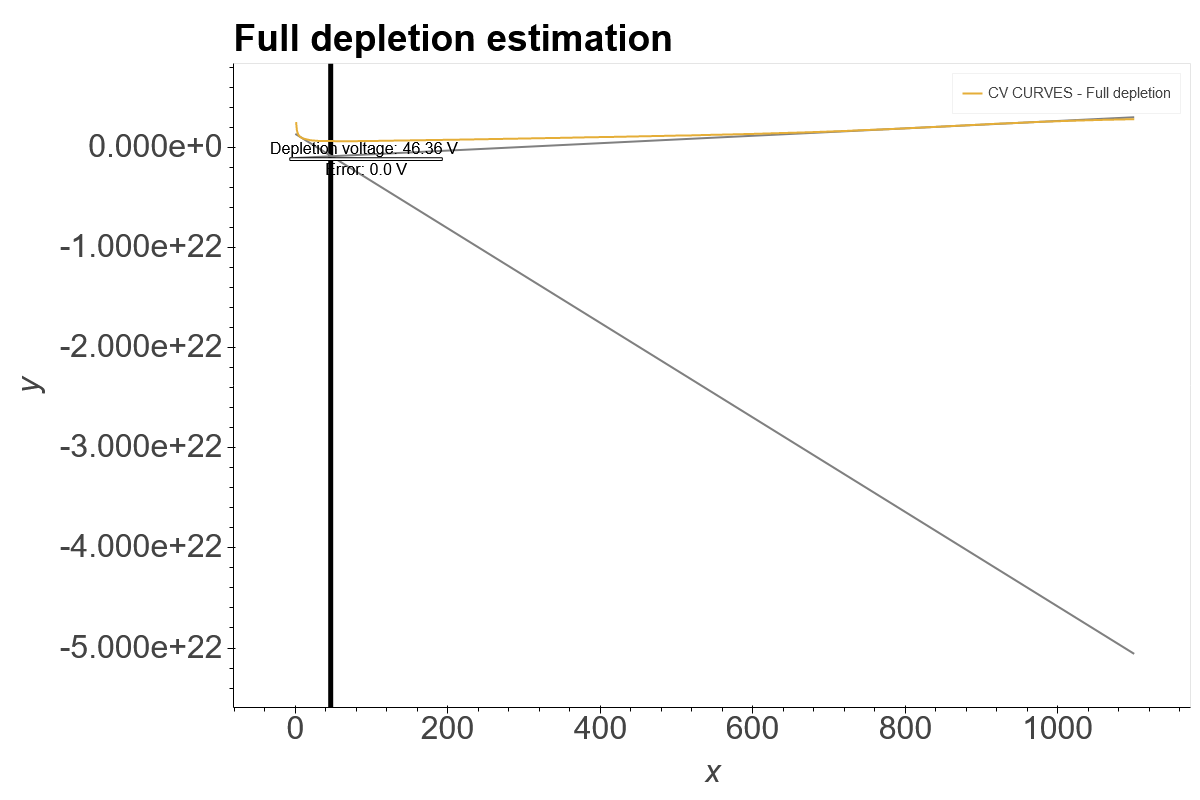 Full depletion estimation
CV CURVES - Full depletion
0.000e+0
Depletion voltage: 46.36 V
Error: 0.0 V
-1.000e+22
-2.000e+22
y
-3.000e+22
-4.000e+22
-5.000e+22
0 200 400 600 800 1000
x